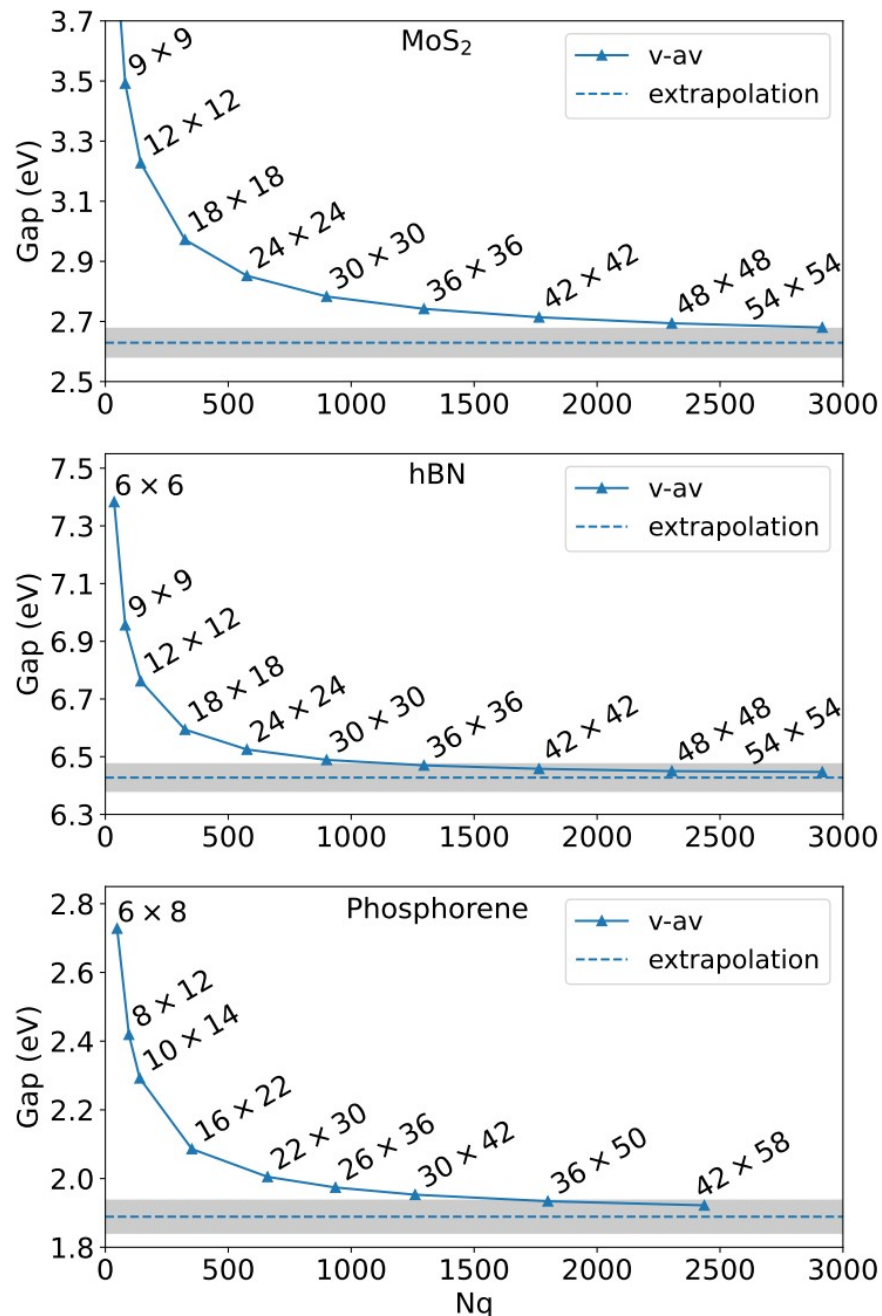 MoS₂
Gap (eV)
3.7
3.5
3.3
3.1
2.9
2.7
2.5
0
500
1000
1500
2000
2500
3000
9 × 9
12 × 12
18 × 18
24 × 24
30 × 30
36 × 36
42 × 42
48 × 48
54 × 54
v-av
extrapolation
hBN
Gap (eV)
7.5
7.3
7.1
6.9
6.7
6.5
6.3
0
500
1000
1500
2000
2500
3000
6 × 6
9 × 9
12 × 12
18 × 18
24 × 24
30 × 30
36 × 36
42 × 42
48 × 48
54 × 54
v-av
extrapolation
Phosphorene
Gap (eV)
2.8
2.6
2.4
2.2
2.0
1.8
0
500
1000
1500
2000
2500
3000
6 × 8
8 × 12
10 × 14
16 × 22
22 × 30
26 × 36
30 × 42
36 × 50
42 × 58
v-av
extrapolation
Nq